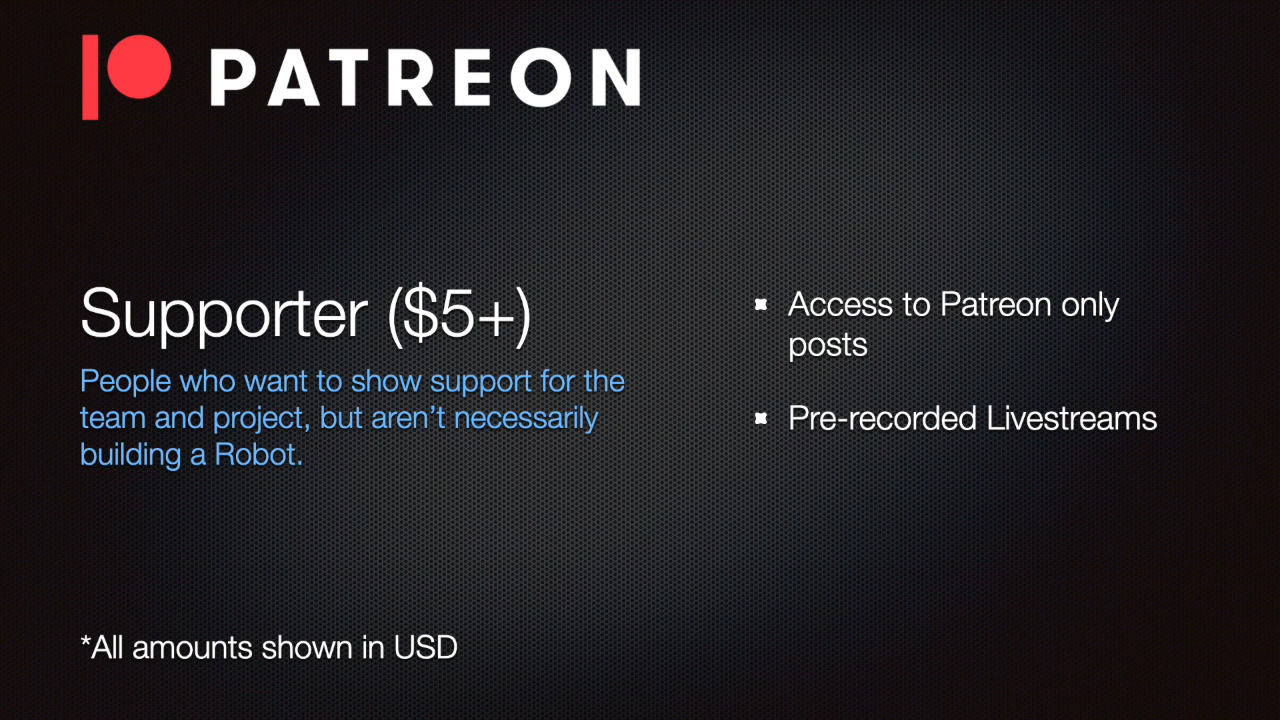 PATREON
Supporter ($5+)
People who want to show support for the
team and project, but aren’t necessarily
building a Robot.
Access to Patreon only
posts
Pre-recorded Livestreams
*All amounts shown in USD